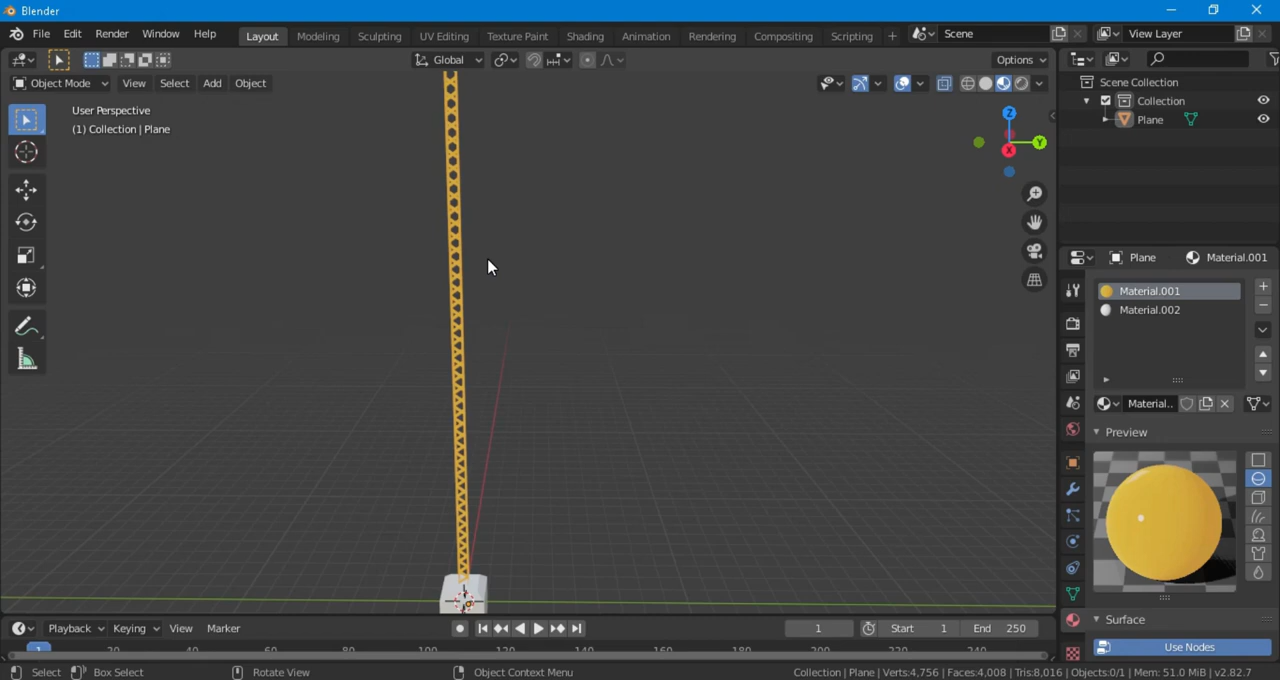 Blender
File Edit Render Window Help Layout Modeling Sculpting UV Editing Texture Paint Shading Animation Rendering Compositing Scripting + Scene View Layer
Global Options
Object Mode View Select Add Object
User Perspective
(1) Collection | Plane
Z
Y
X
Scene Collection
Collection
Plane
Plane Material.001
Material.001
Material.002
Material..
Preview
Surface
Use Nodes
Playback Keying View Marker 1 Start 1 End 250
1 20 40 60 80 100 120 140 160 180 200 220 240
Select Box Select Rotate View Object Context Menu Collection | Plane | Verts:4,756 | Faces:4,008 | Tris:8,016 | Objects:0/1 | Mem: 51.0 MiB | v2.82.7